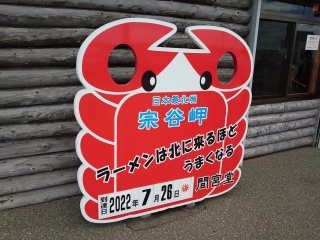 日本最北端
宗谷岬
ラーメンは北に来るほど
うまくなる
間宮堂
到達日 2022年7月26日